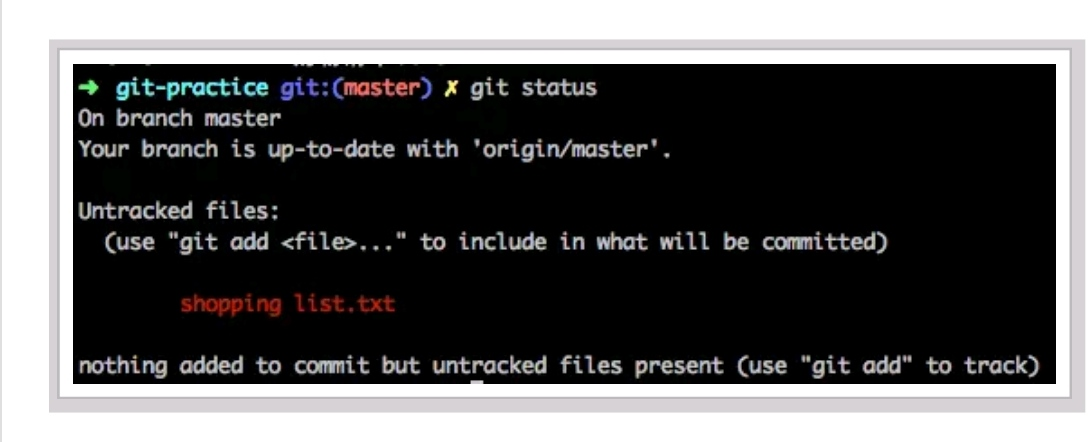 ➜ git-practice git:(master) ✗ git status
On branch master
Your branch is up-to-date with 'origin/master'.
Untracked files:
(use "git add <file>..." to include in what will be committed)
shopping list.txt
nothing added to commit but untracked files present (use "git add" to track)